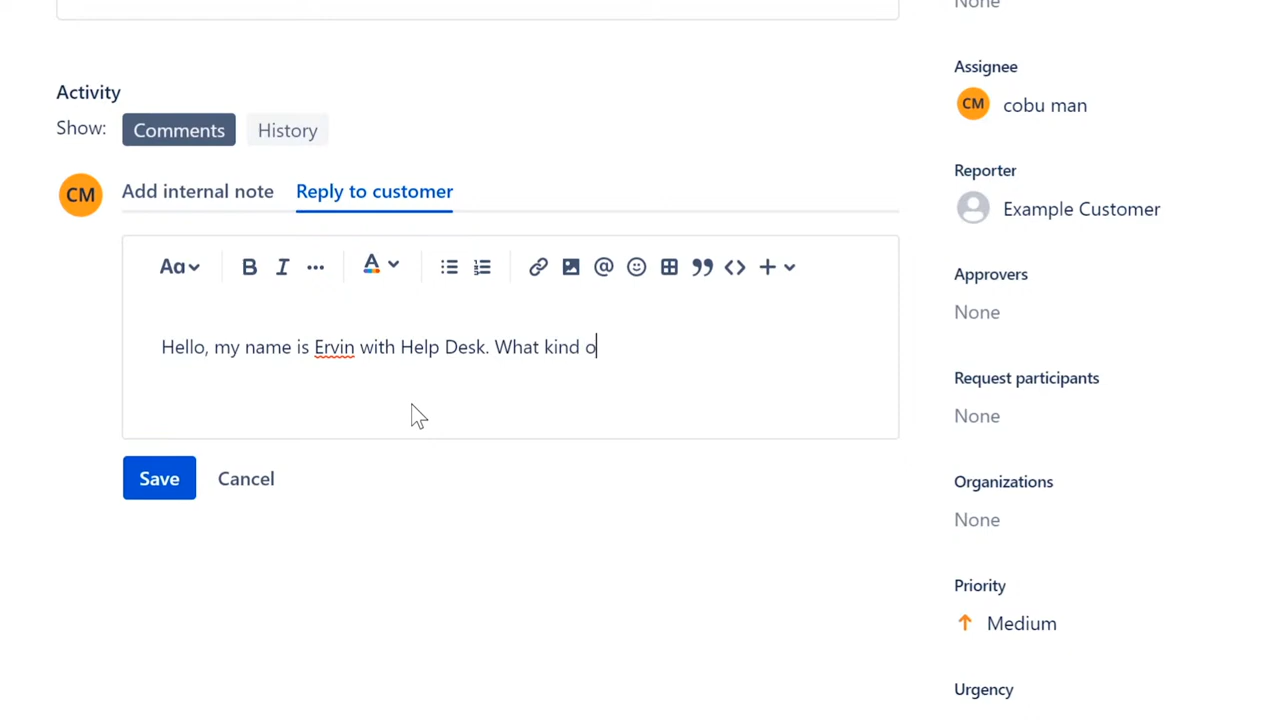 None
Activity
Assignee
CM cobu man
Show: Comments History
Reporter
CM Add internal note Reply to customer
Example Customer
Aa B I ... A
Approvers
None
Hello, my name is Ervin with Help Desk. What kind o
Request participants
None
Save Cancel
Organizations
None
Priority
Medium
Urgency